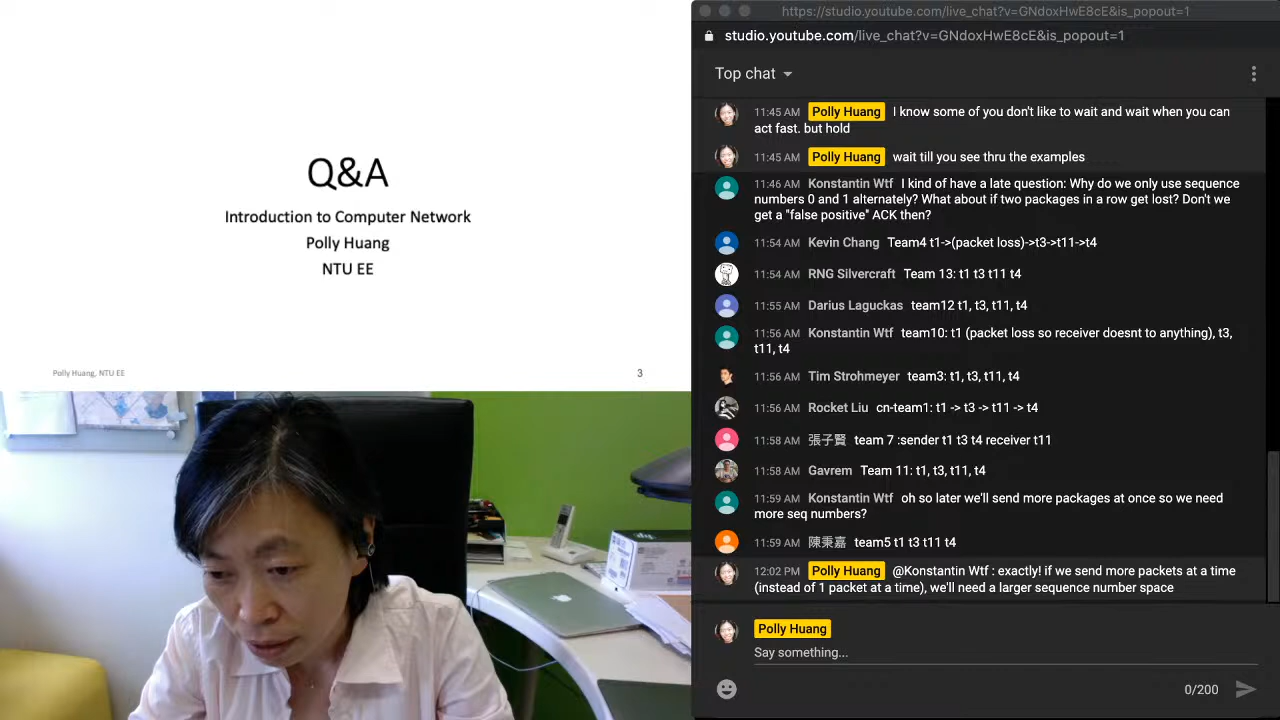 Q&A
Introduction to Computer Network
Polly Huang
NTU EE
Polly Huang, NTU EE
3
https://studio.youtube.com/live_chat?v=GNdoxHwE8cE&is_popout=1
studio.youtube.com/live_chat?v=GNdoxHwE8cE&is_popout=1
Top chat
11:45 AM Polly Huang I know some of you don't like to wait and wait when you can
act fast. but hold
11:45 AM Polly Huang wait till you see thru the examples
11:46 AM Konstantin Wtf I kind of have a late question: Why do we only use sequence
numbers 0 and 1 alternately? What about if two packages in a row get lost? Don't we
get a "false positive" ACK then?
11:54 AM Kevin Chang Team4 t1->(packet loss)->t3->t11->t4
11:54 AM RNG Silvercraft Team 13: t1 t3 t11 t4
11:55 AM Darius Laguckas team12 t1, t3, t11, t4
11:56 AM Konstantin Wtf team10: t1 (packet loss so receiver doesnt to anything), t3,
t11, t4
11:56 AM Tim Strohmeyer team3: t1, t3, t11, t4
11:56 AM Rocket Liu cn-team1: t1 -> t3 -> t11 -> t4
11:58 AM 張子賢 team 7 :sender t1 t3 t4 receiver t11
11:58 AM Gavrem Team 11: t1, t3, t11, t4
11:59 AM Konstantin Wtf oh so later we'll send more packages at once so we need
more seq numbers?
11:59 AM 陳秉嘉 team5 t1 t3 t11 t4
12:02 PM Polly Huang @Konstantin Wtf : exactly! if we send more packets at a time
(instead of 1 packet at a time), we'll need a larger sequence number space
Polly Huang
Say something...
0/200